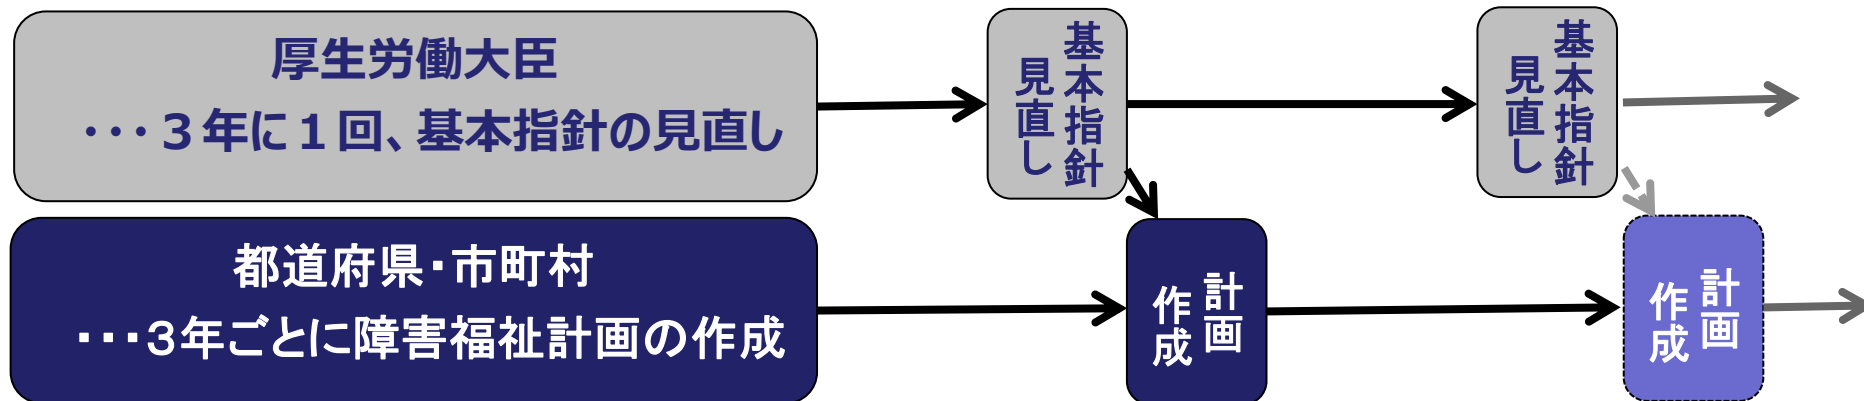 厚生労働大臣
・・・３年に１回、基本指針の見直し
基本指針
見直し
基本指針
見直し
都道府県・市町村
・・・３年ごとに障害福祉計画の作成
計画
作成
計画
作成